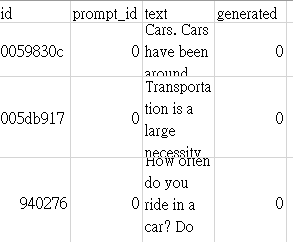 id prompt_id text generated
Cars. Cars
0059830c 0 have been 0
around
Transporta
005db917 0 tion is a 0
large
necessity
How often
do you
940276 0 ride in a 0
car? Do